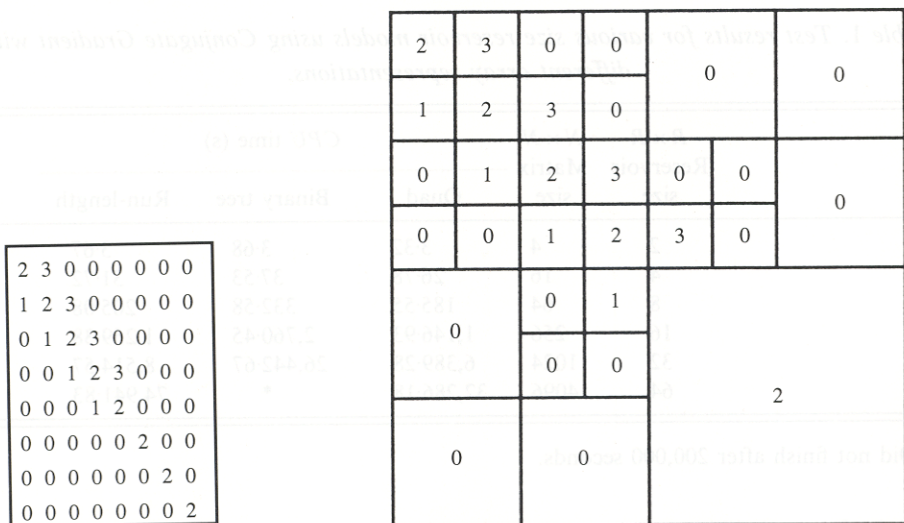 2 3 0 0 0 0 0 0
1 2 3 0 0 0 0 0
0 1 2 3 0 0 0 0
0 0 1 2 3 0 0 0
0 0 0 1 2 0 0 0
0 0 0 0 0 2 0 0
0 0 0 0 0 0 2 0
0 0 0 0 0 0 0 2
2 3 0 0
0 0
1 2 3 0
0 1 2 3 0 0
0
0 0 1 2 3 0
0 1
0
0 0
2
0 0